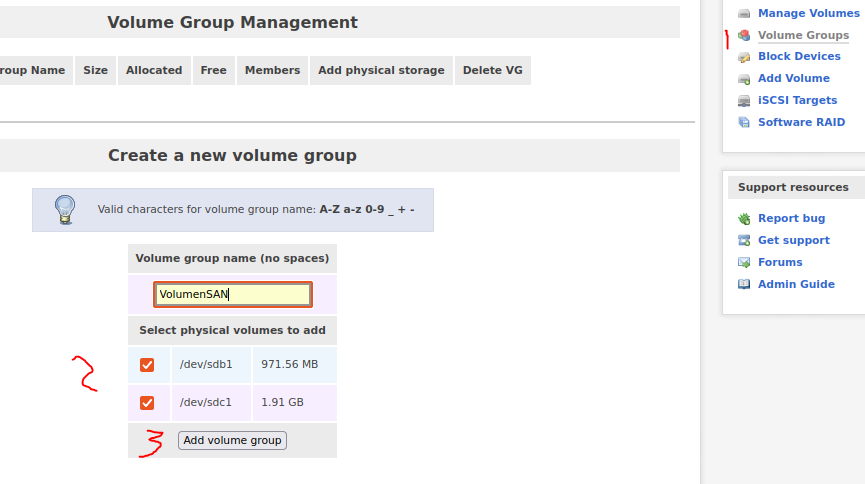 Volume Group Management
roup Name Size Allocated Free Members Add physical storage Delete VG
Create a new volume group
Valid characters for volume group name: A-Z a-z 0-9 _ + -
Volume group name (no spaces)
VolumenSAN
Select physical volumes to add
2
/dev/sdb1 971.56 MB
/dev/sdc1 1.91 GB
3 Add volume group
Manage Volumes
1 Volume Groups
Block Devices
Add Volume
iSCSI Targets
Software RAID
Support resources
Report bug
Get support
Forums
Admin Guide